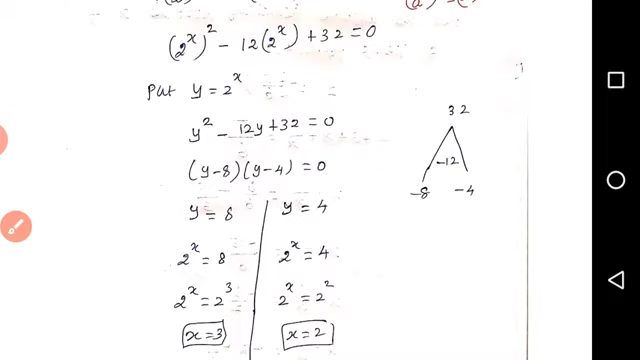 (2^x)^2 - 12(2^x) + 32 = 0
Put y = 2^x
y^2 - 12y + 32 = 0
(y-8)(y-4) = 0
32
-12
-8 -4
y = 8 y = 4
2^x = 8 2^x = 4
2^x = 2^3 2^x = 2^2
x = 3 x = 2